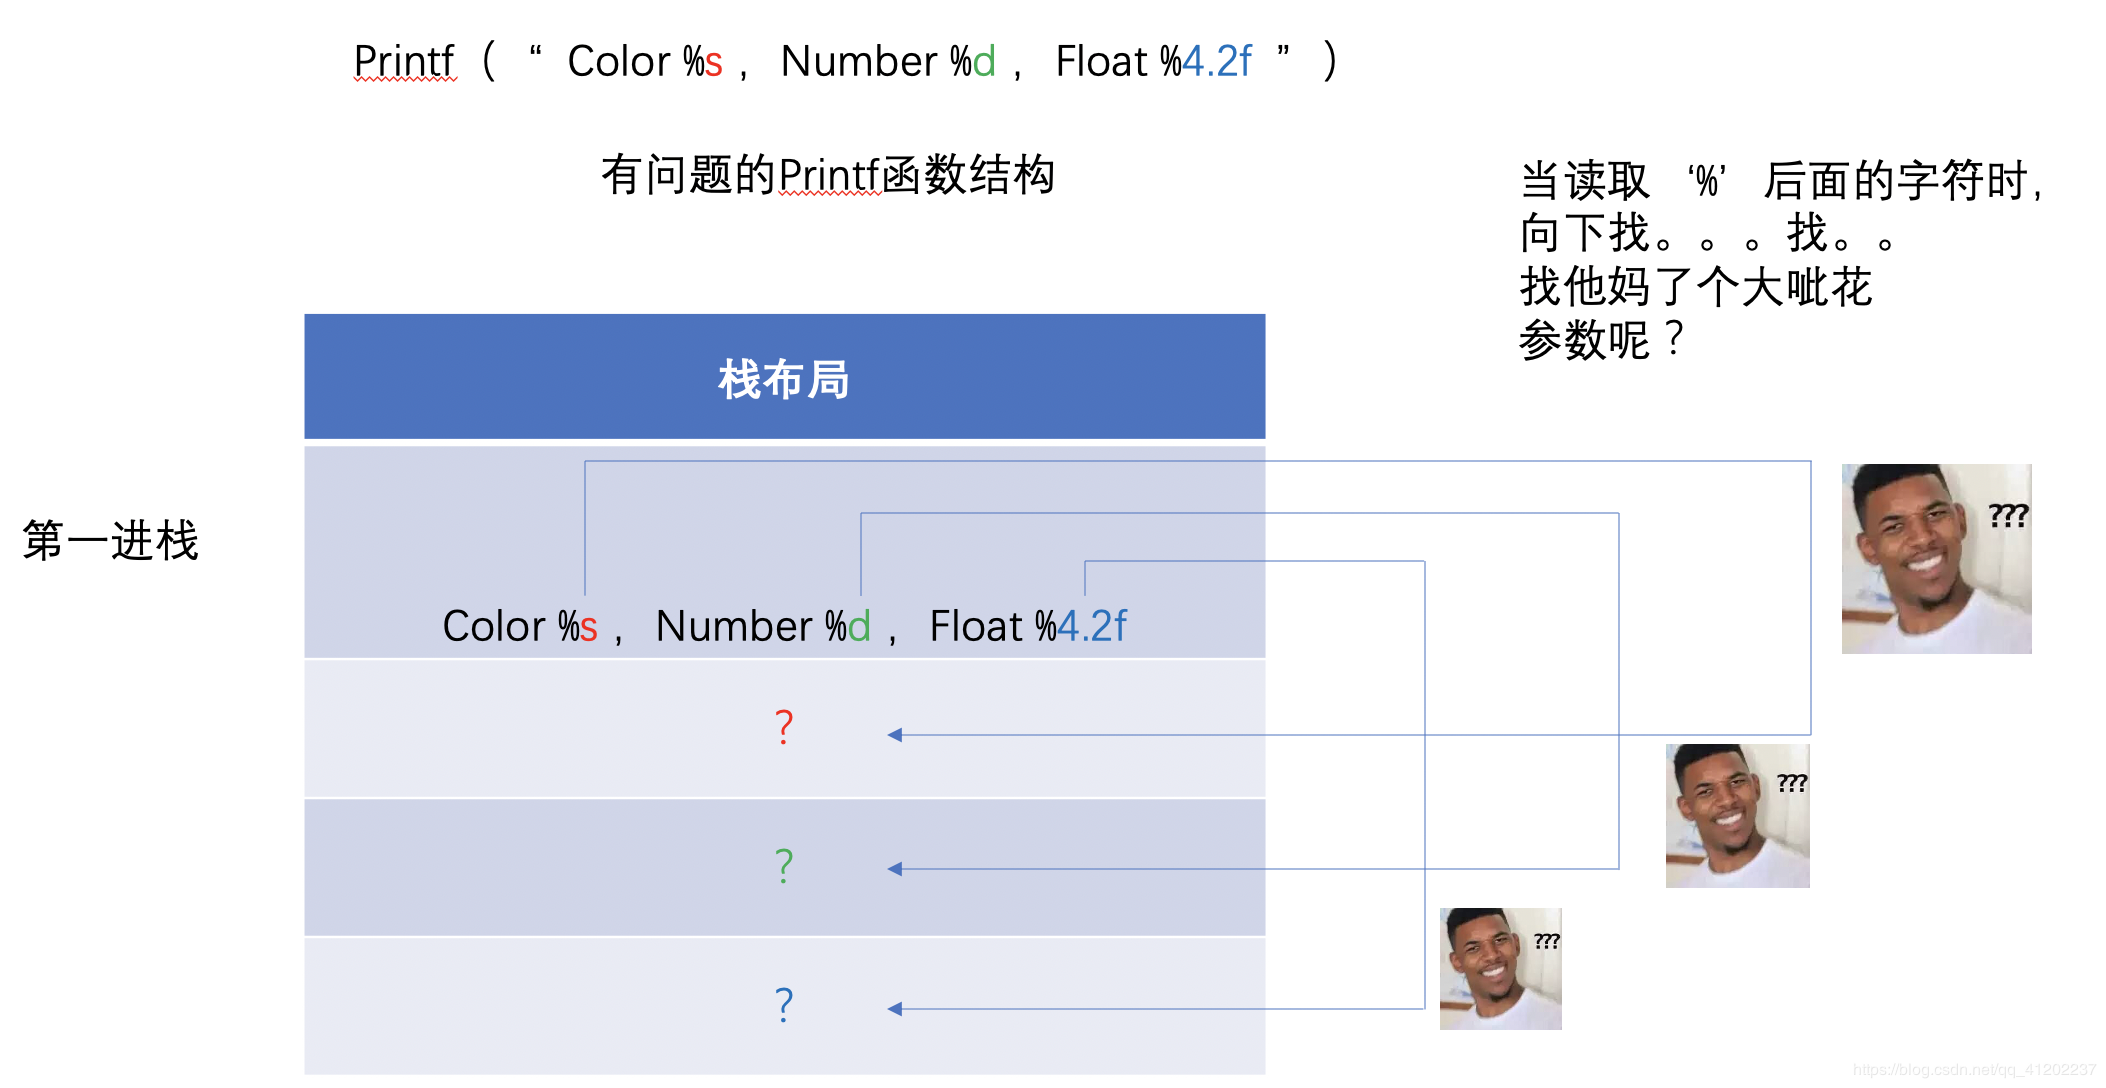 Printf （ “ Color %s ， Number %d ， Float %4.2f ” ）
有问题的Printf函数结构
当读取 ‘%’ 后面的字符时，
向下找。。。找。。
找他妈了个大呲花
参数呢？
栈布局
第一进栈
Color %s ， Number %d ， Float %4.2f
?
?
?
???
???
???
https://blog.csdn.net/qq_41202237